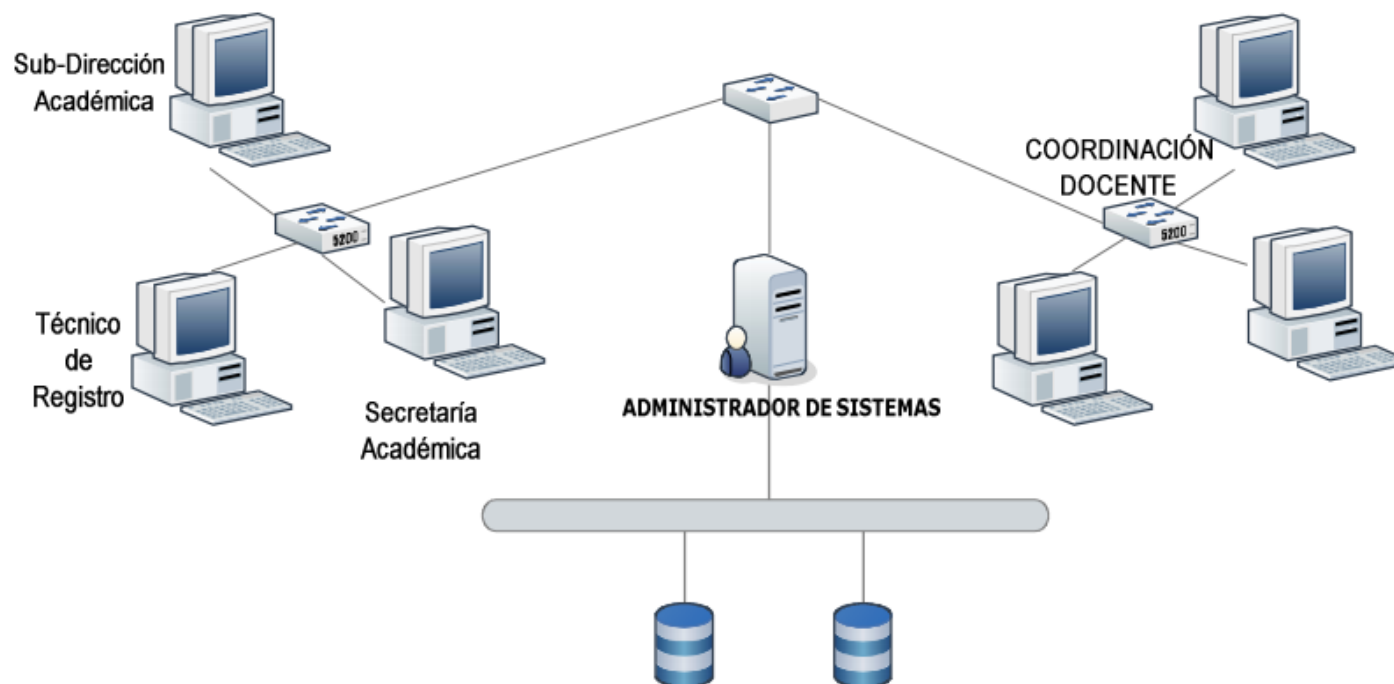 Sub-Dirección
Académica
COORDINACIÓN
DOCENTE
5200
5200
Técnico
de
Registro
Secretaría
Académica
ADMINISTRADOR DE SISTEMAS